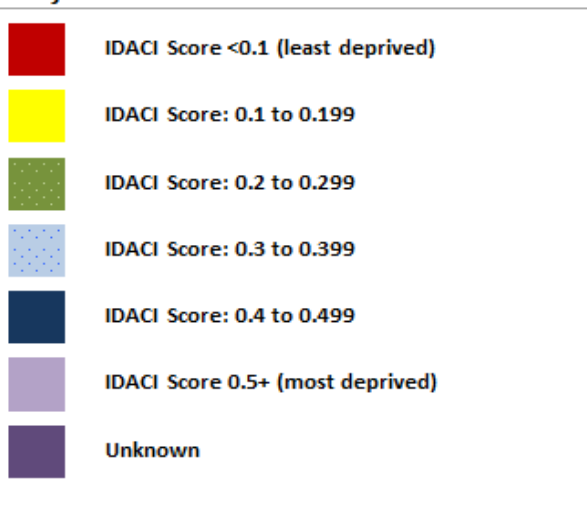 IDACI Score <0.1 (least deprived)
IDACI Score: 0.1 to 0.199
IDACI Score: 0.2 to 0.299
IDACI Score: 0.3 to 0.399
IDACI Score: 0.4 to 0.499
IDACI Score 0.5+ (most deprived)
Unknown